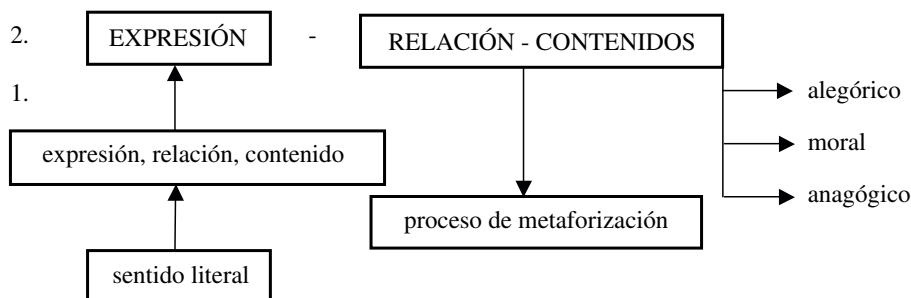 2. EXPRESIÓN - RELACIÓN - CONTENIDOS
1.
alegórico
expresión, relación, contenido
moral
anagógico
proceso de metaforización
sentido literal